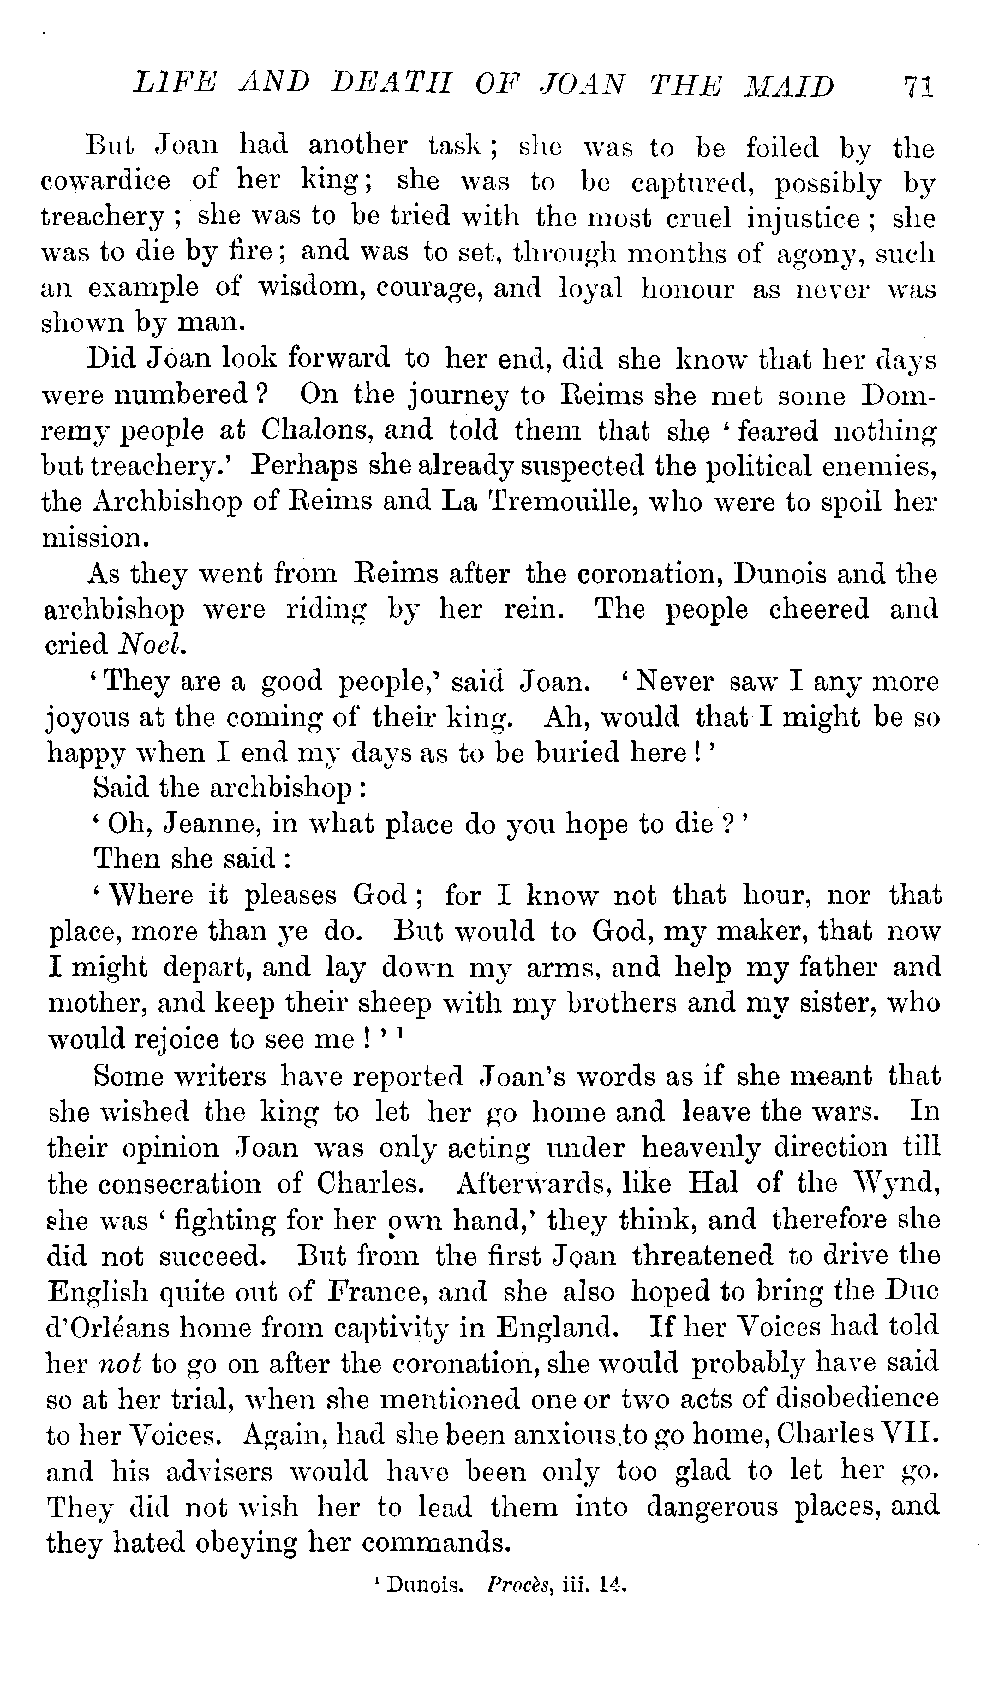 LIFE AND DEATH OF JOAN THE MAID 71
But Joan had another task ; she was to be foiled by the
cowardice of her king; she was to be captured, possibly by
treachery ; she was to be tried with the most cruel injustice ; she
was to die by fire; and was to set, through months of agony, such
an example of wisdom, courage, and loyal honour as never was
shown by man.
Did Joan look forward to her end, did she know that her days
were numbered ? On the journey to Reims she met some Dom-
remy people at Chalons, and told them that she ‘ feared nothing
but treachery.’ Perhaps she already suspected the political enemies,
the Archbishop of Reims and La Tremouille, who were to spoil her
mission.
As they went from Reims after the coronation, Dunois and the
archbishop were riding by her rein. The people cheered and
cried Noel.
‘ They are a good people,’ said Joan. ‘ Never saw I any more
joyous at the coming of their king. Ah, would that I might be so
happy when I end my days as to be buried here ! ’
Said the archbishop :
‘ Oh, Jeanne, in what place do you hope to die ? ’
Then she said :
‘ Where it pleases God ; for I know not that hour, nor that
place, more than ye do. But would to God, my maker, that now
I might depart, and lay down my arms, and help my father and
mother, and keep their sheep with my brothers and my sister, who
would rejoice to see me ! ’ ¹
Some writers have reported Joan’s words as if she meant that
she wished the king to let her go home and leave the wars. In
their opinion Joan was only acting under heavenly direction till
the consecration of Charles. Afterwards, like Hal of the Wynd,
she was ‘ fighting for her own hand,’ they think, and therefore she
did not succeed. But from the first Joan threatened to drive the
English quite out of France, and she also hoped to bring the Duc
d’Orléans home from captivity in England. If her Voices had told
her not to go on after the coronation, she would probably have said
so at her trial, when she mentioned one or two acts of disobedience
to her Voices. Again, had she been anxious to go home, Charles VII.
and his advisers would have been only too glad to let her go.
They did not wish her to lead them into dangerous places, and
they hated obeying her commands.
¹ Dunois. Procès, iii. 14.